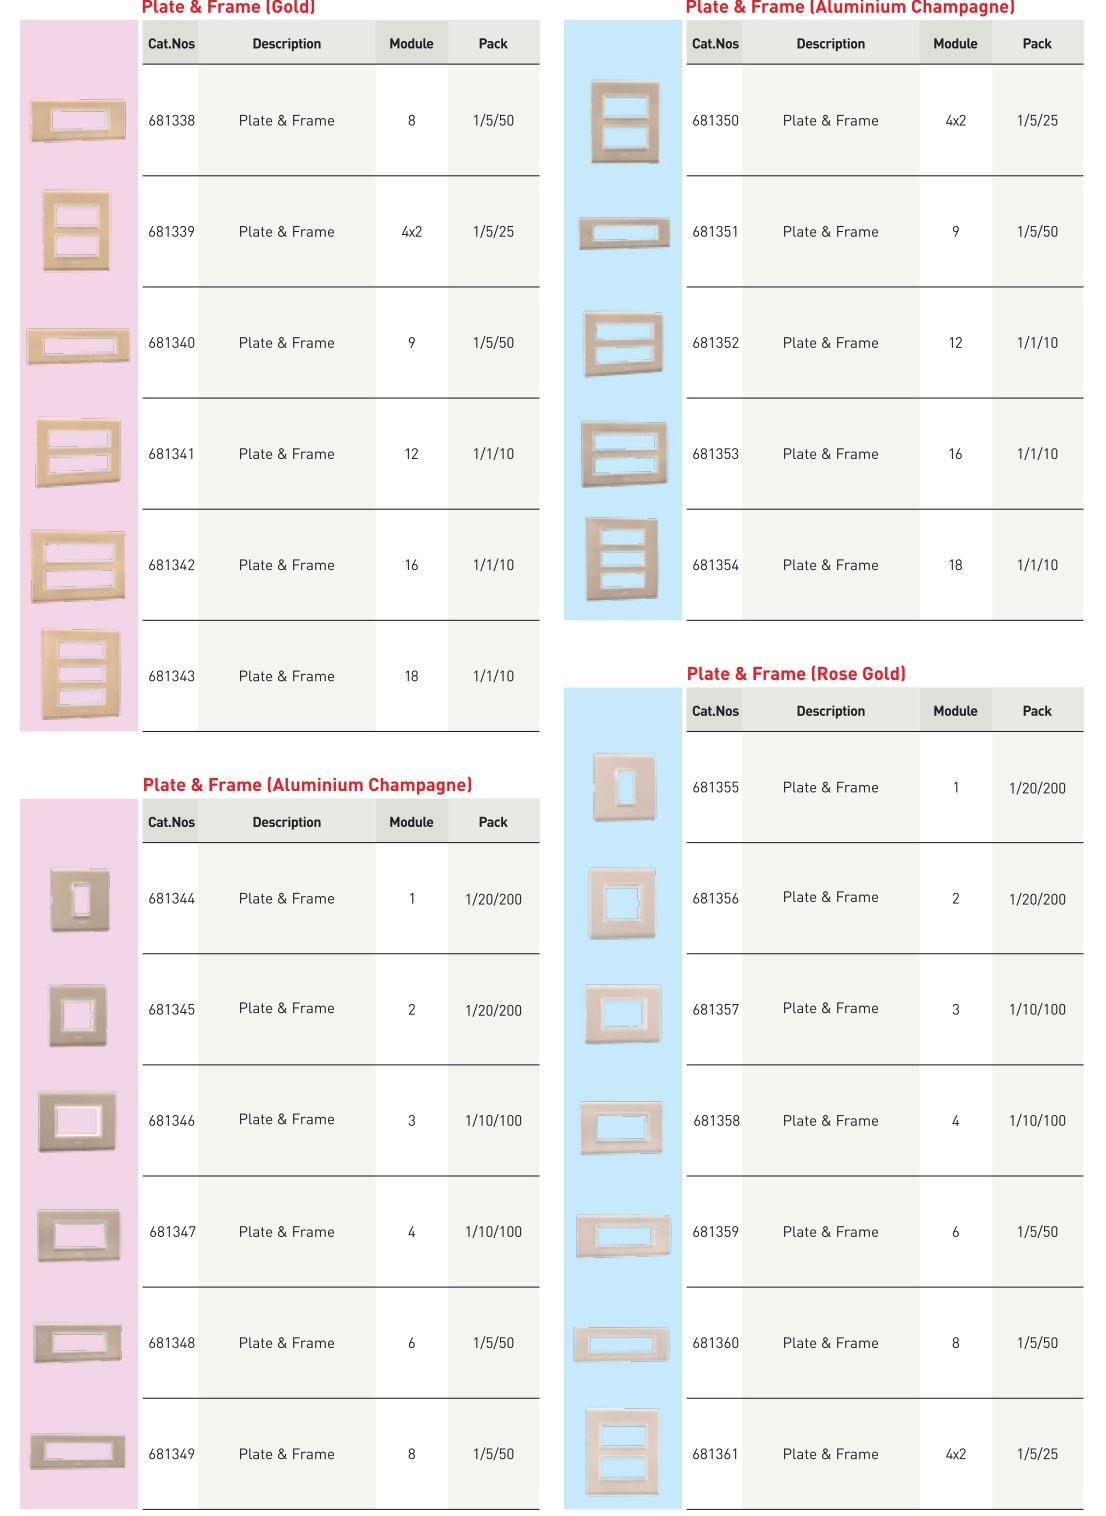 Plate & Frame (Gold)
Cat.Nos Description Module Pack
681338 Plate & Frame 8 1/5/50
681339 Plate & Frame 4x2 1/5/25
681340 Plate & Frame 9 1/5/50
681341 Plate & Frame 12 1/1/10
681342 Plate & Frame 16 1/1/10
681343 Plate & Frame 18 1/1/10
Plate & Frame (Aluminium Champagne)
Cat.Nos Description Module Pack
681344 Plate & Frame 1 1/20/200
681345 Plate & Frame 2 1/20/200
681346 Plate & Frame 3 1/10/100
681347 Plate & Frame 4 1/10/100
681348 Plate & Frame 6 1/5/50
681349 Plate & Frame 8 1/5/50
Plate & Frame (Aluminium Champagne)
Cat.Nos Description Module Pack
681350 Plate & Frame 4x2 1/5/25
681351 Plate & Frame 9 1/5/50
681352 Plate & Frame 12 1/1/10
681353 Plate & Frame 16 1/1/10
681354 Plate & Frame 18 1/1/10
Plate & Frame (Rose Gold)
Cat.Nos Description Module Pack
681355 Plate & Frame 1 1/20/200
681356 Plate & Frame 2 1/20/200
681357 Plate & Frame 3 1/10/100
681358 Plate & Frame 4 1/10/100
681359 Plate & Frame 6 1/5/50
681360 Plate & Frame 8 1/5/50
681361 Plate & Frame 4x2 1/5/25